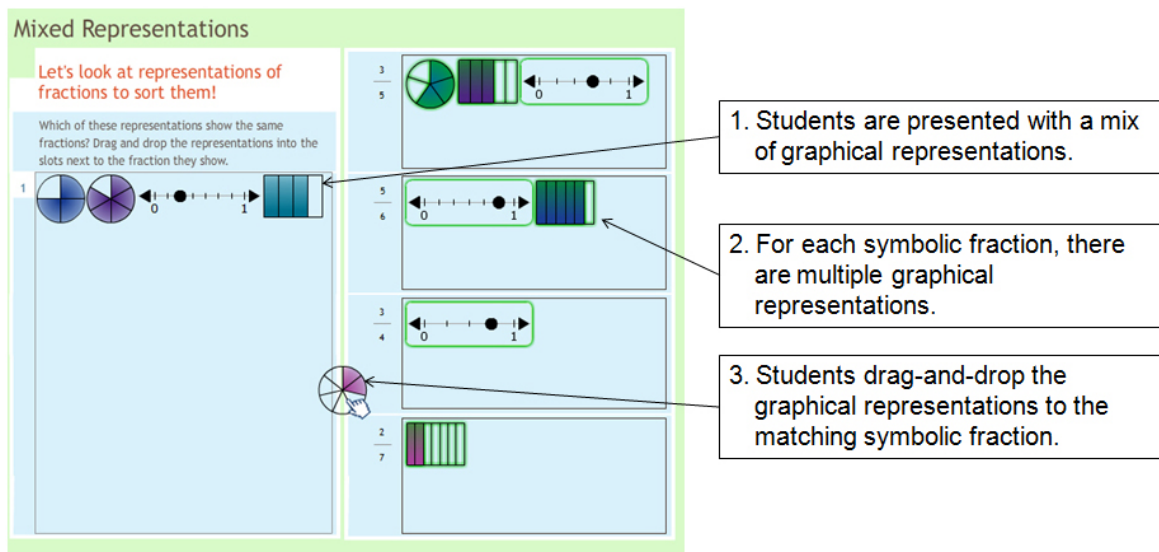 Mixed Representations
Let's look at representations of
fractions to sort them!
Which of these representations show the same
fractions? Drag and drop the representations into the
slots next to the fraction they show.
1
0 1
3
5
0 1
5
6
0 1
3
4
0 1
2
7
1. Students are presented with a mix
of graphical representations.
2. For each symbolic fraction, there
are multiple graphical
representations.
3. Students drag-and-drop the
graphical representations to the
matching symbolic fraction.